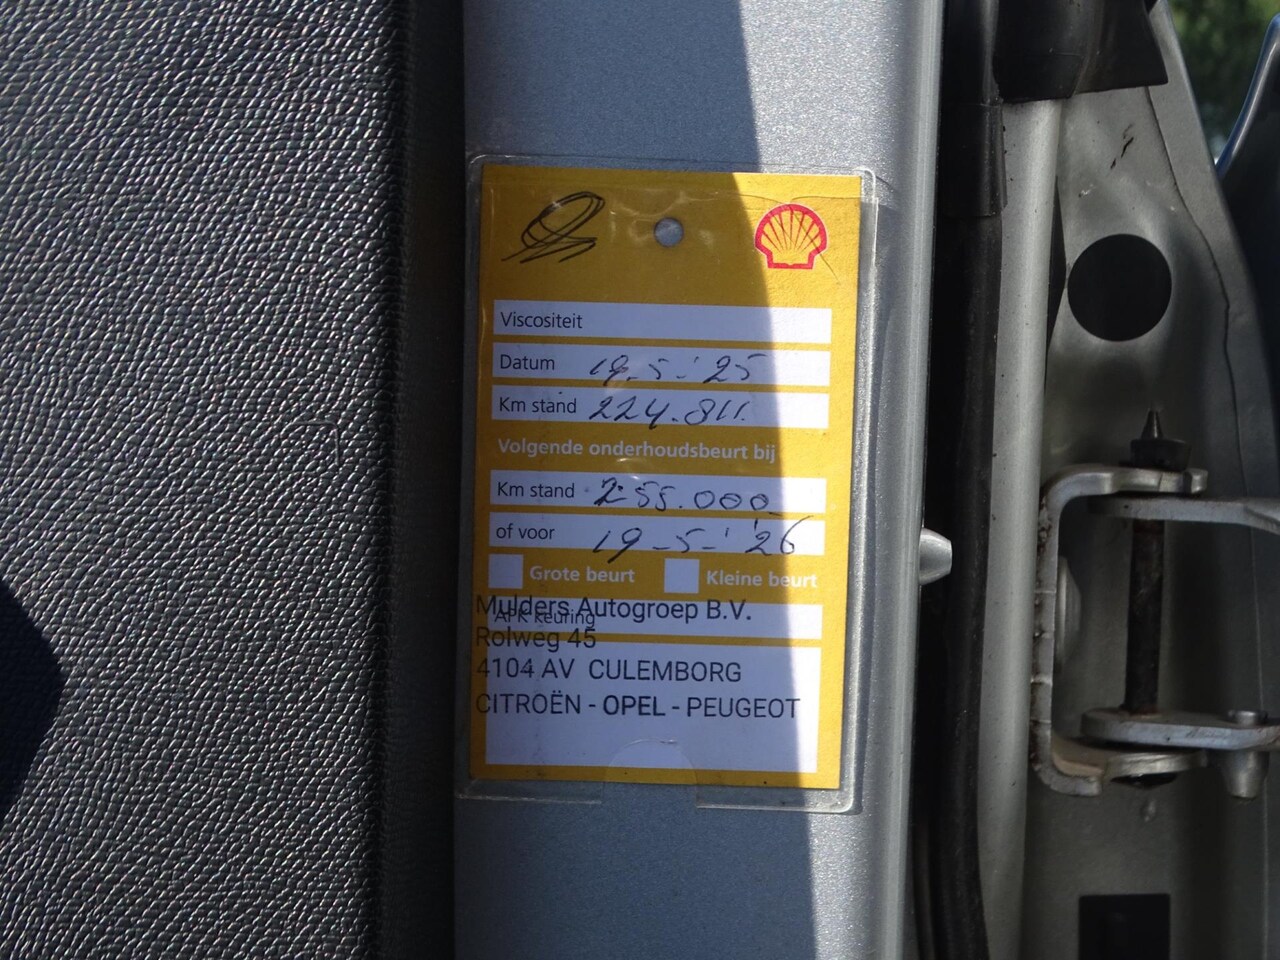 Viscositeit
Datum 19-5-'25
Km stand 224.811.
Volgende onderhoudsbeurt bij
Km stand 255.000
of voor 19-5-'26
Grote beurt Kleine beurt
APK Keuring
Mulders Autogroep B.V.
Rolweg 45
4104 AV CULEMBORG
CITROËN - OPEL - PEUGEOT